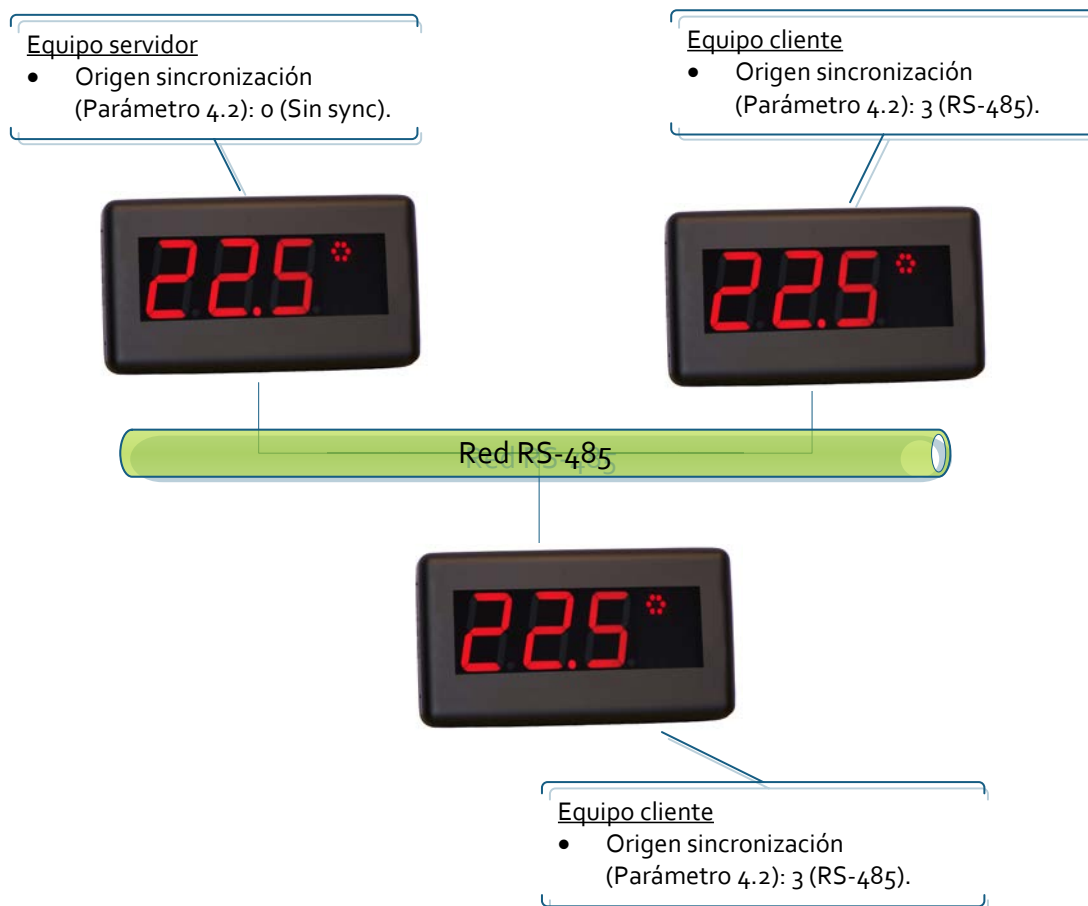 Equipo servidor
• Origen sincronización
(Parámetro 4.2): 0 (Sin sync).
Equipo cliente
• Origen sincronización
(Parámetro 4.2): 3 (RS-485).
22.5
22.5
Red RS-485
22.5
Equipo cliente
• Origen sincronización
(Parámetro 4.2): 3 (RS-485).